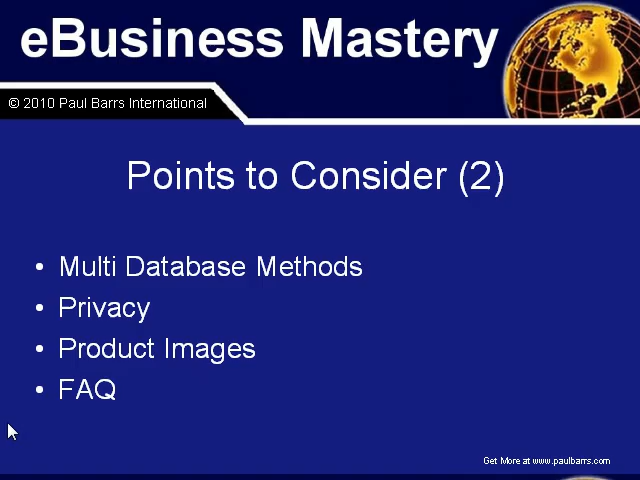 eBusiness Mastery
© 2010 Paul Barrs International
Points to Consider (2)
• Multi Database Methods
• Privacy
• Product Images
• FAQ
Get More at www.paulbarrs.com